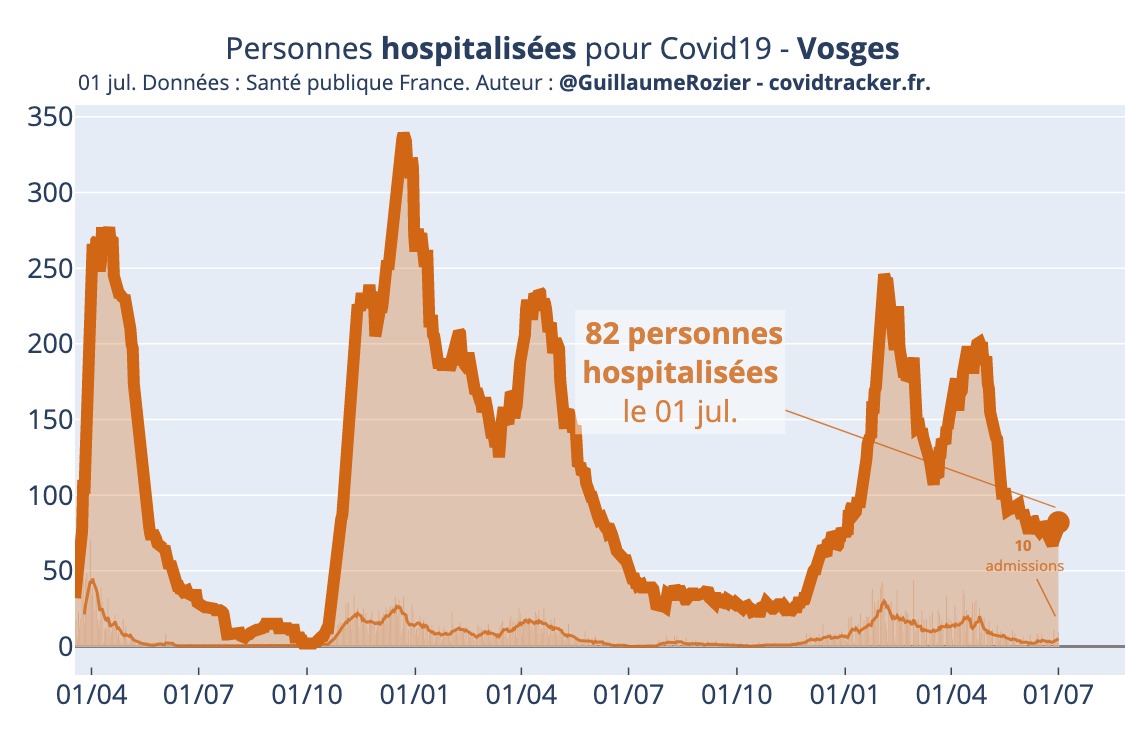 Personnes hospitalisées pour Covid19 - Vosges
01 jul. Données : Santé publique France. Auteur : @GuillaumeRozier - covidtracker.fr.
350
300
250
200
150
100
50
0
82 personnes
hospitalisées
le 01 jul.
10
admissions
01/04 01/07 01/10 01/01 01/04 01/07 01/10 01/01 01/04 01/07